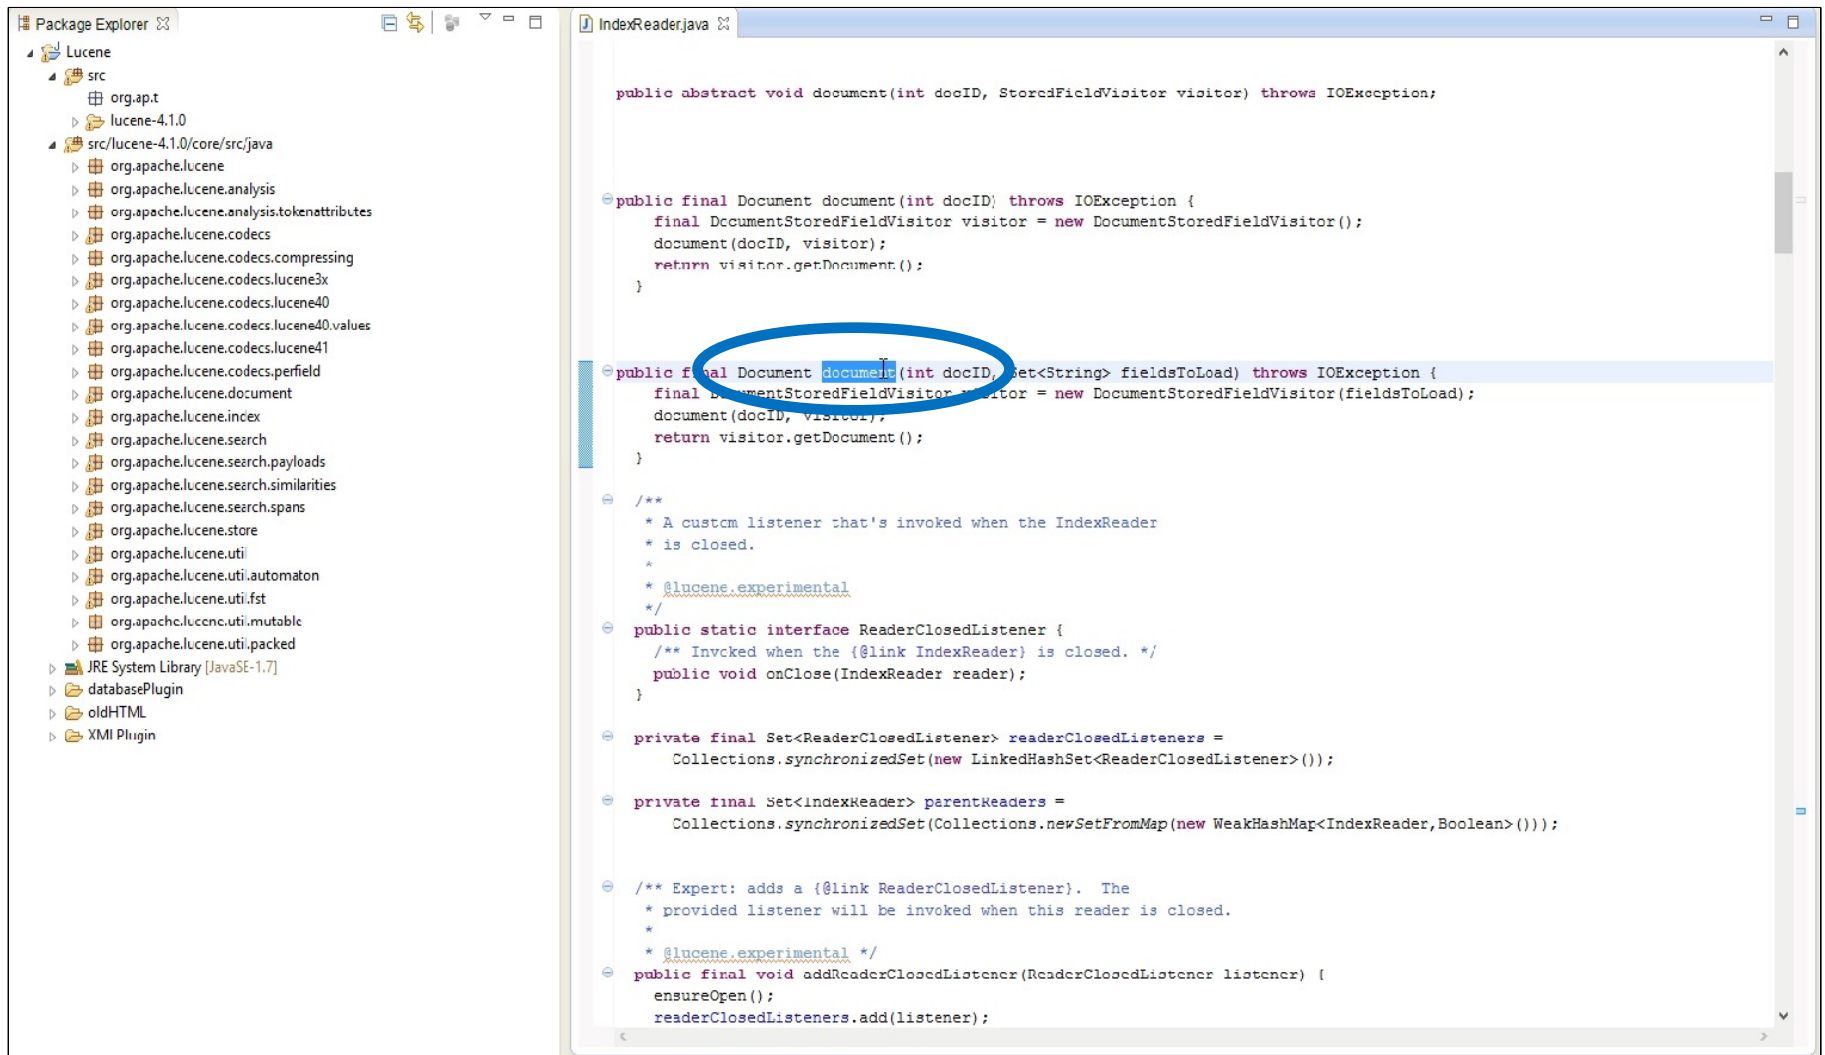 Package Explorer
Lucene
src
org.ap.t
lucene-4.1.0
src/lucene-4.1.0/core/src/java
org.apache.lucene
org.apache.lucene.analysis
org.apache.lucene.analysis.tokenattributes
org.apache.lucene.codecs
org.apache.lucene.codecs.compressing
org.apache.lucene.codecs.lucene3x
org.apache.lucene.codecs.lucene40
org.apache.lucene.codecs.lucene40.values
org.apache.lucene.codecs.lucene41
org.apache.lucene.codecs.perfield
org.apache.lucene.document
org.apache.lucene.index
org.apache.lucene.search
org.apache.lucene.search.payloads
org.apache.lucene.search.similarities
org.apache.lucene.search.spans
org.apache.lucene.store
org.apache.lucene.util
org.apache.lucene.util.automaton
org.apache.lucene.util.fst
org.apache.lucene.util.mutable
org.apache.lucene.util.packed
JRE System Library [JavaSE-1.7]
databasePlugin
oldHTML
XMI Plugin
IndexReader.java
public abstract void document(int docID, StoredFieldVisitor visitor) throws IOException;
public final Document document(int docID) throws IOException {
final DocumentStoredFieldVisitor visitor = new DocumentStoredFieldVisitor();
document(docID, visitor);
return visitor.getDocument();
}
public final Document document(int docID, Set<String> fieldsToLoad) throws IOException {
final DocumentStoredFieldVisitor visitor = new DocumentStoredFieldVisitor(fieldsToLoad);
document(docID, visitor);
return visitor.getDocument();
}
/**
* A custom listener that's invoked when the IndexReader
* is closed.
*
* @lucene.experimental
*/
public static interface ReaderClosedListener {
/** Invoked when the {@link IndexReader} is closed. */
public void onClose(IndexReader reader);
}
private final Set<ReaderClosedListener> readerClosedListeners =
Collections.synchronizedSet(new LinkedHashSet<ReaderClosedListener>());
private final Set<IndexReader> parentReaders =
Collections.synchronizedSet(Collections.newSetFromMap(new WeakHashMap<IndexReader,Boolean>()));
/** Expert: adds a {@link ReaderClosedListener}. The
* provided listener will be invoked when this reader is closed.
*
* @lucene.experimental */
public final void addReaderClosedListener(ReaderClosedListener listener) {
ensureOpen();
readerClosedListeners.add(listener);